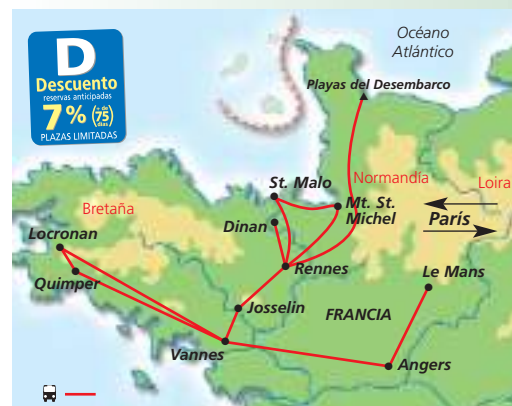 D
Descuento
reservas anticipadas
7% (+ de 75 días)
PLAZAS LIMITADAS
Océano
Atlántico
Playas del Desembarco
St. Malo
Normandía
Loira
Bretaña
Mt. St.
Michel
París
Dinan
Locronan
Rennes
Le Mans
Quimper
Josselin
FRANCIA
Vannes
Angers